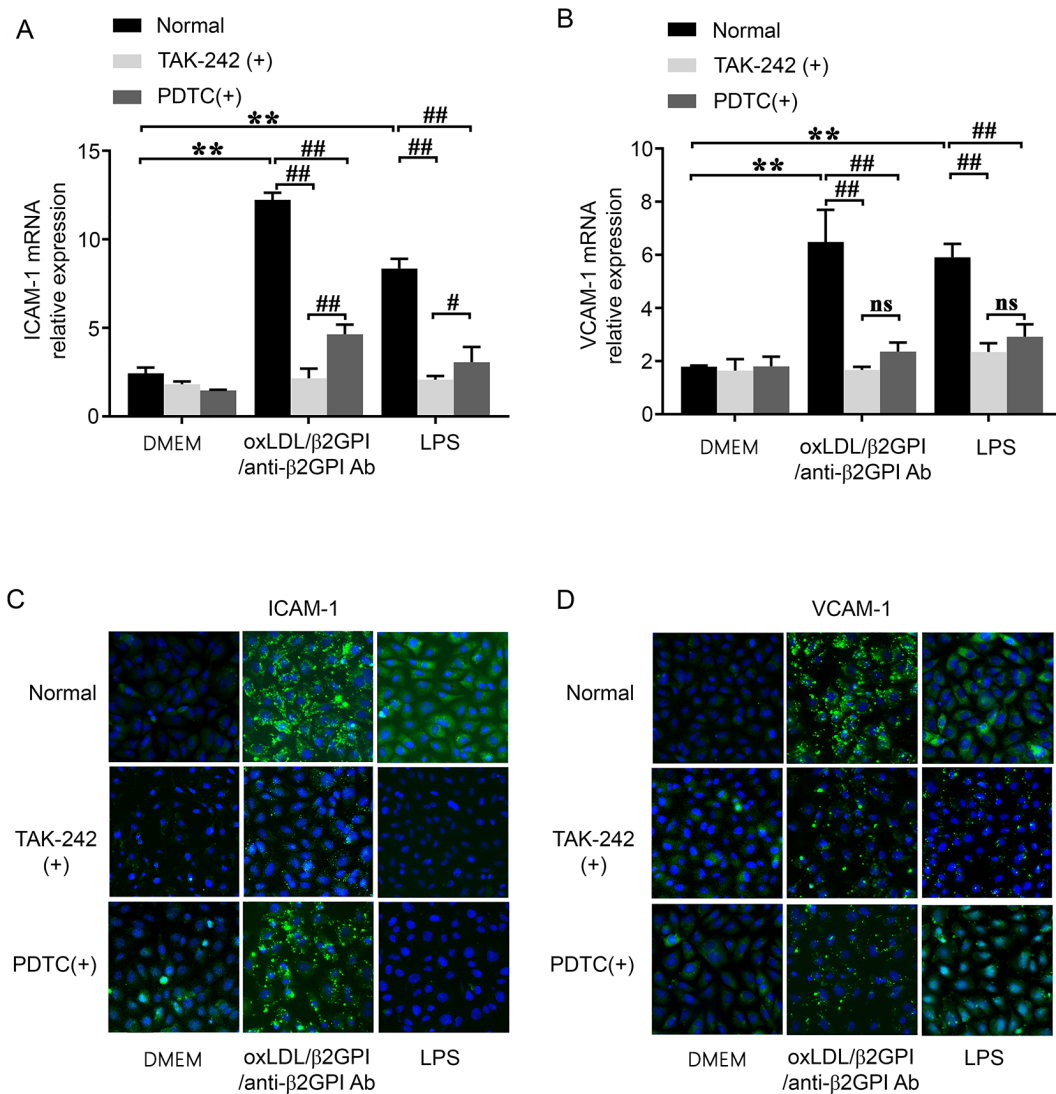 A
Normal
TAK-242 (+)
PDTC(+)
** ##
** ## ##
##
## #
15
10
5
0
ICAM-1 mRNA
relative expression
DMEM oxLDL/β2GPI LPS
/anti-β2GPI Ab
B
Normal
TAK-242 (+)
PDTC(+)
** ##
** ## ##
##
ns ns
10
8
6
4
2
0
VCAM-1 mRNA
relative expression
DMEM oxLDL/β2GPI LPS
/anti-β2GPI Ab
C
ICAM-1
Normal
TAK-242
(+)
PDTC(+)
DMEM oxLDL/β2GPI LPS
/anti-β2GPI Ab
D
VCAM-1
Normal
TAK-242
(+)
PDTC(+)
DMEM oxLDL/β2GPI LPS
/anti-β2GPI Ab